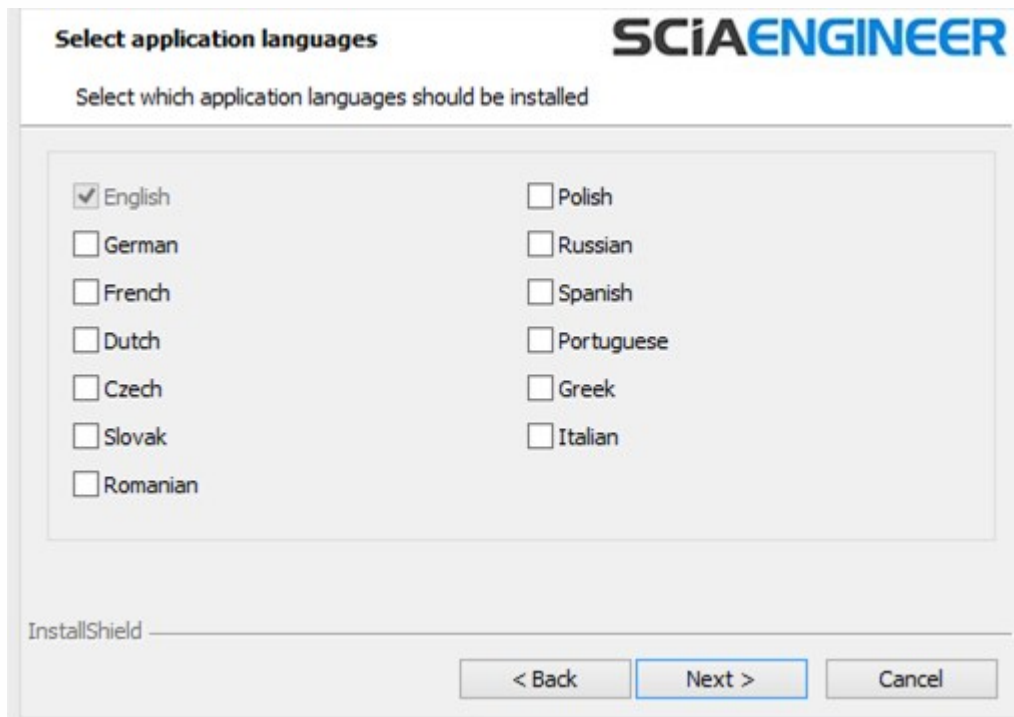 Select application languages
SCiAENGINEER
Select which application languages should be installed
English
German
French
Dutch
Czech
Slovak
Romanian
Polish
Russian
Spanish
Portuguese
Greek
Italian
InstallShield
< Back
Next >
Cancel